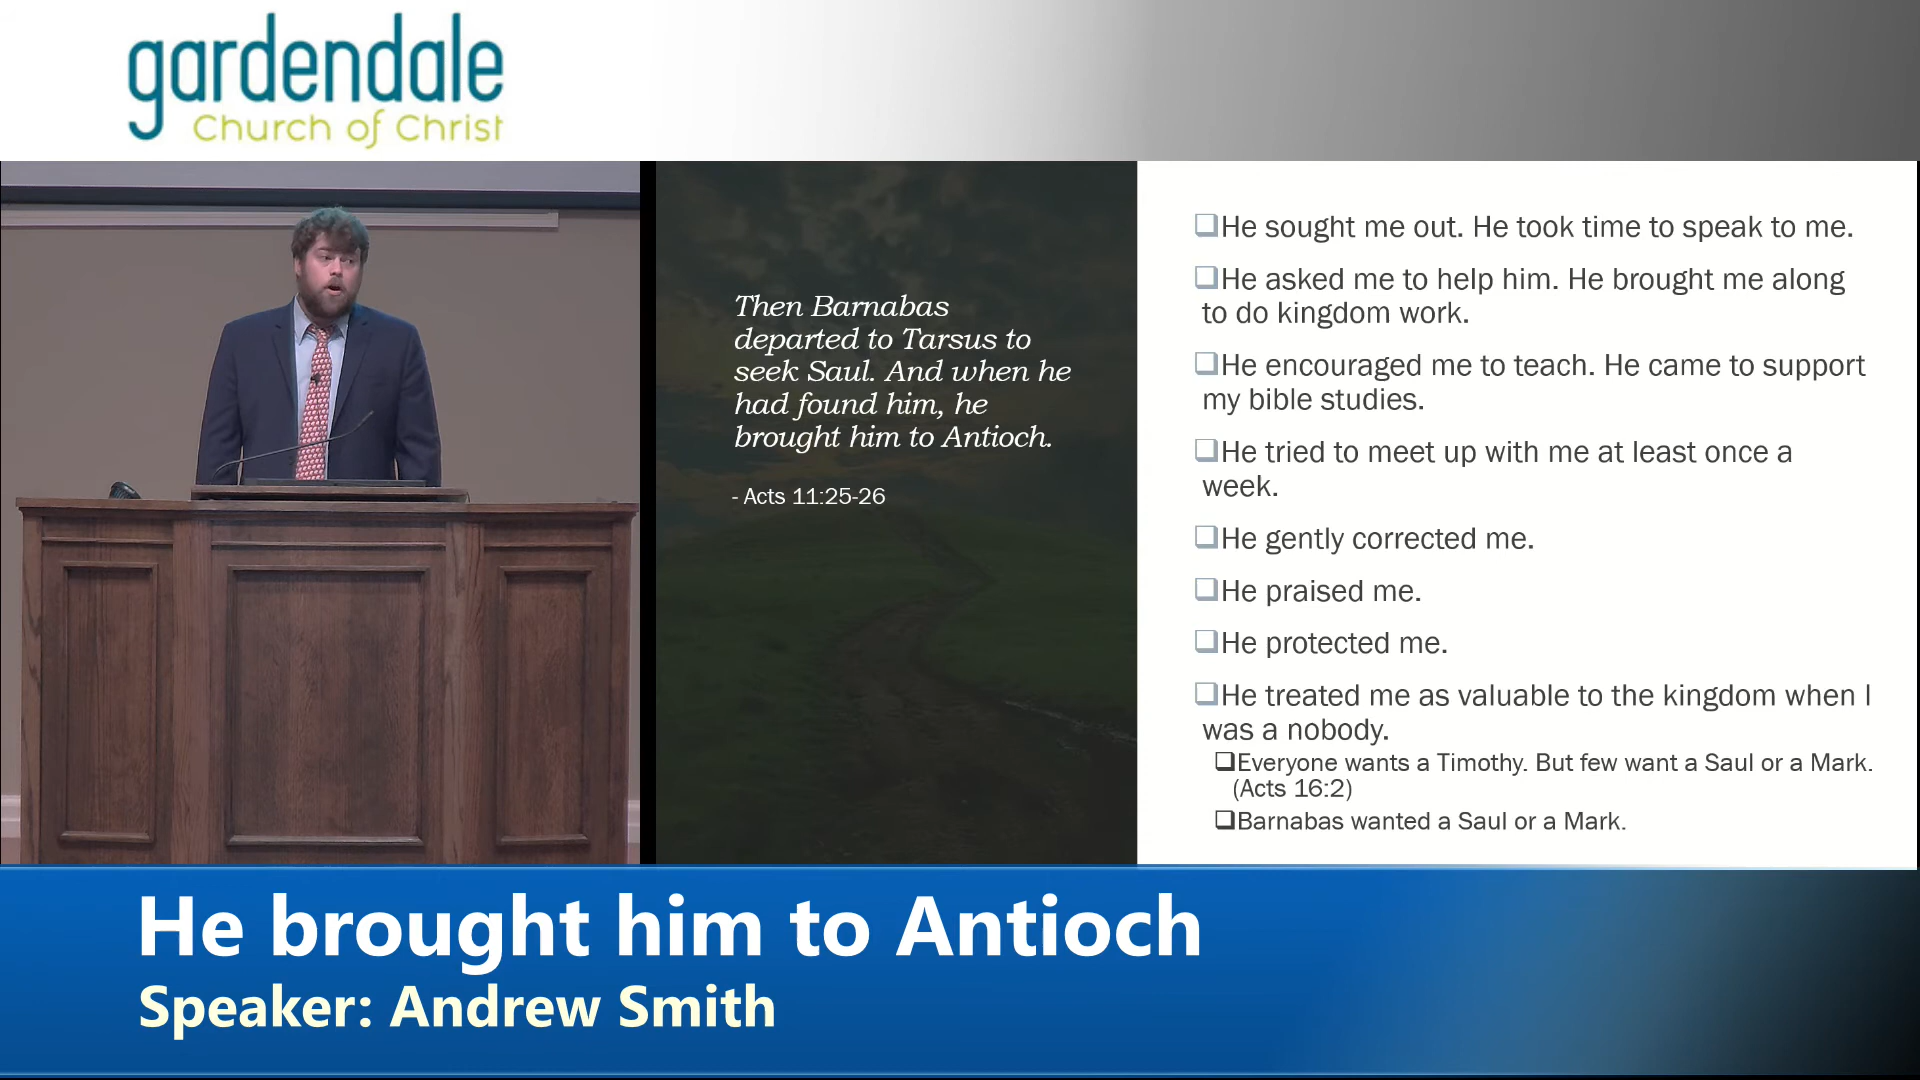 gardendale
Church of Christ
Then Barnabas
departed to Tarsus to
seek Saul. And when he
had found him, he
brought him to Antioch.
- Acts 11:25-26
❑He sought me out. He took time to speak to me.
❑He asked me to help him. He brought me along
to do kingdom work.
❑He encouraged me to teach. He came to support
my bible studies.
❑He tried to meet up with me at least once a
week.
❑He gently corrected me.
❑He praised me.
❑He protected me.
❑He treated me as valuable to the kingdom when I
was a nobody.
❑Everyone wants a Timothy. But few want a Saul or a Mark.
(Acts 16:2)
❑Barnabas wanted a Saul or a Mark.
He brought him to Antioch
Speaker: Andrew Smith